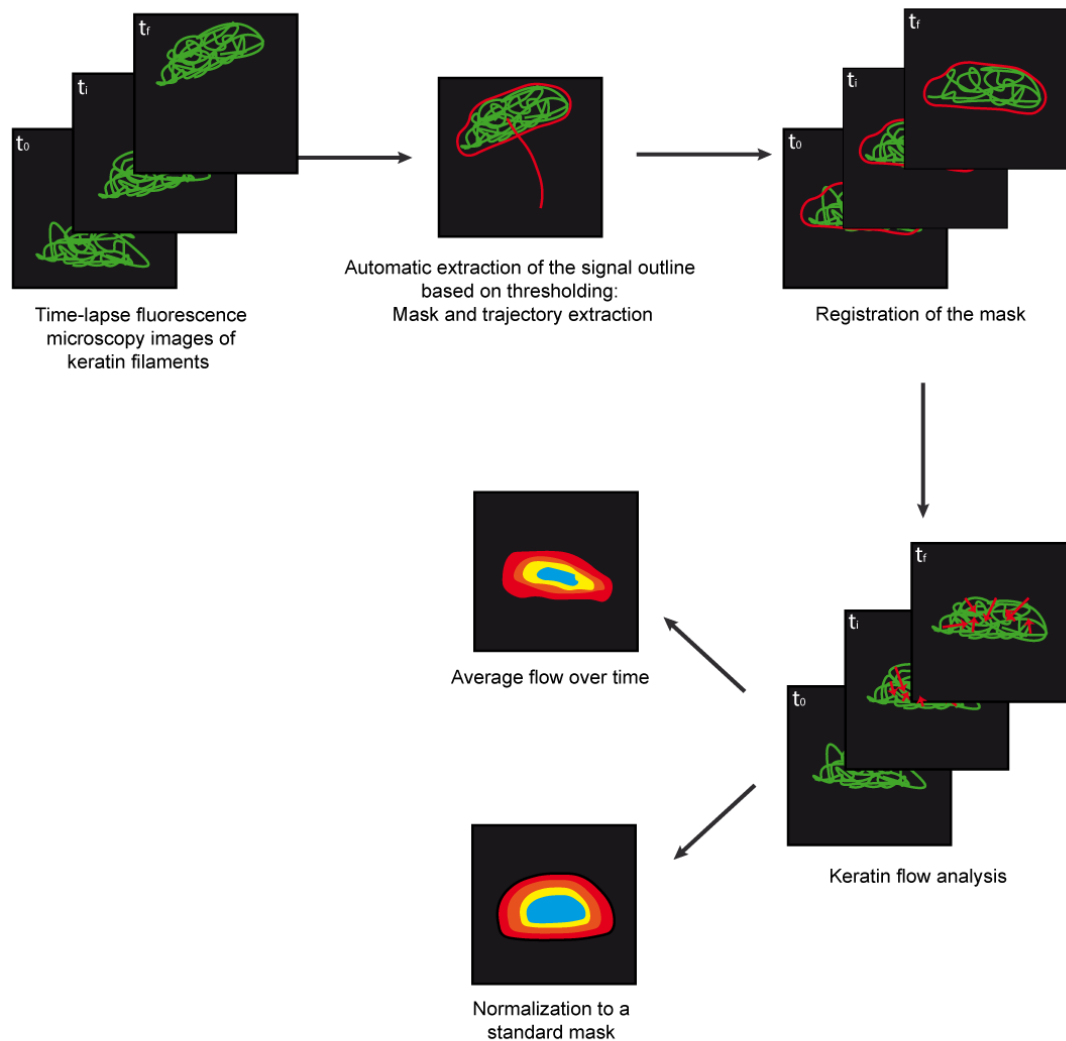 t0
ti
tf
Time-lapse fluorescence
microscopy images of
keratin filaments
Automatic extraction of the signal outline
based on thresholding:
Mask and trajectory extraction
t0
ti
tf
Registration of the mask
t0
ti
tf
Keratin flow analysis
Average flow over time
Normalization to a
standard mask